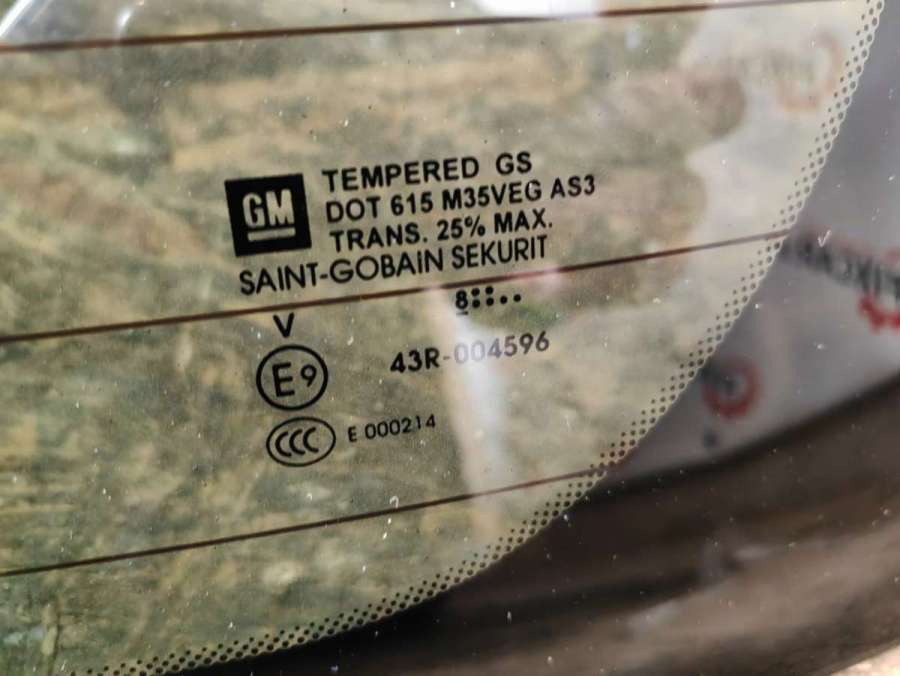 GM
TEMPERED GS
DOT 615 M35VEG AS3
TRANS. 25% MAX.
SAINT-GOBAIN SEKURIT
8
V
E9
43R-004596
CCC
E 000214